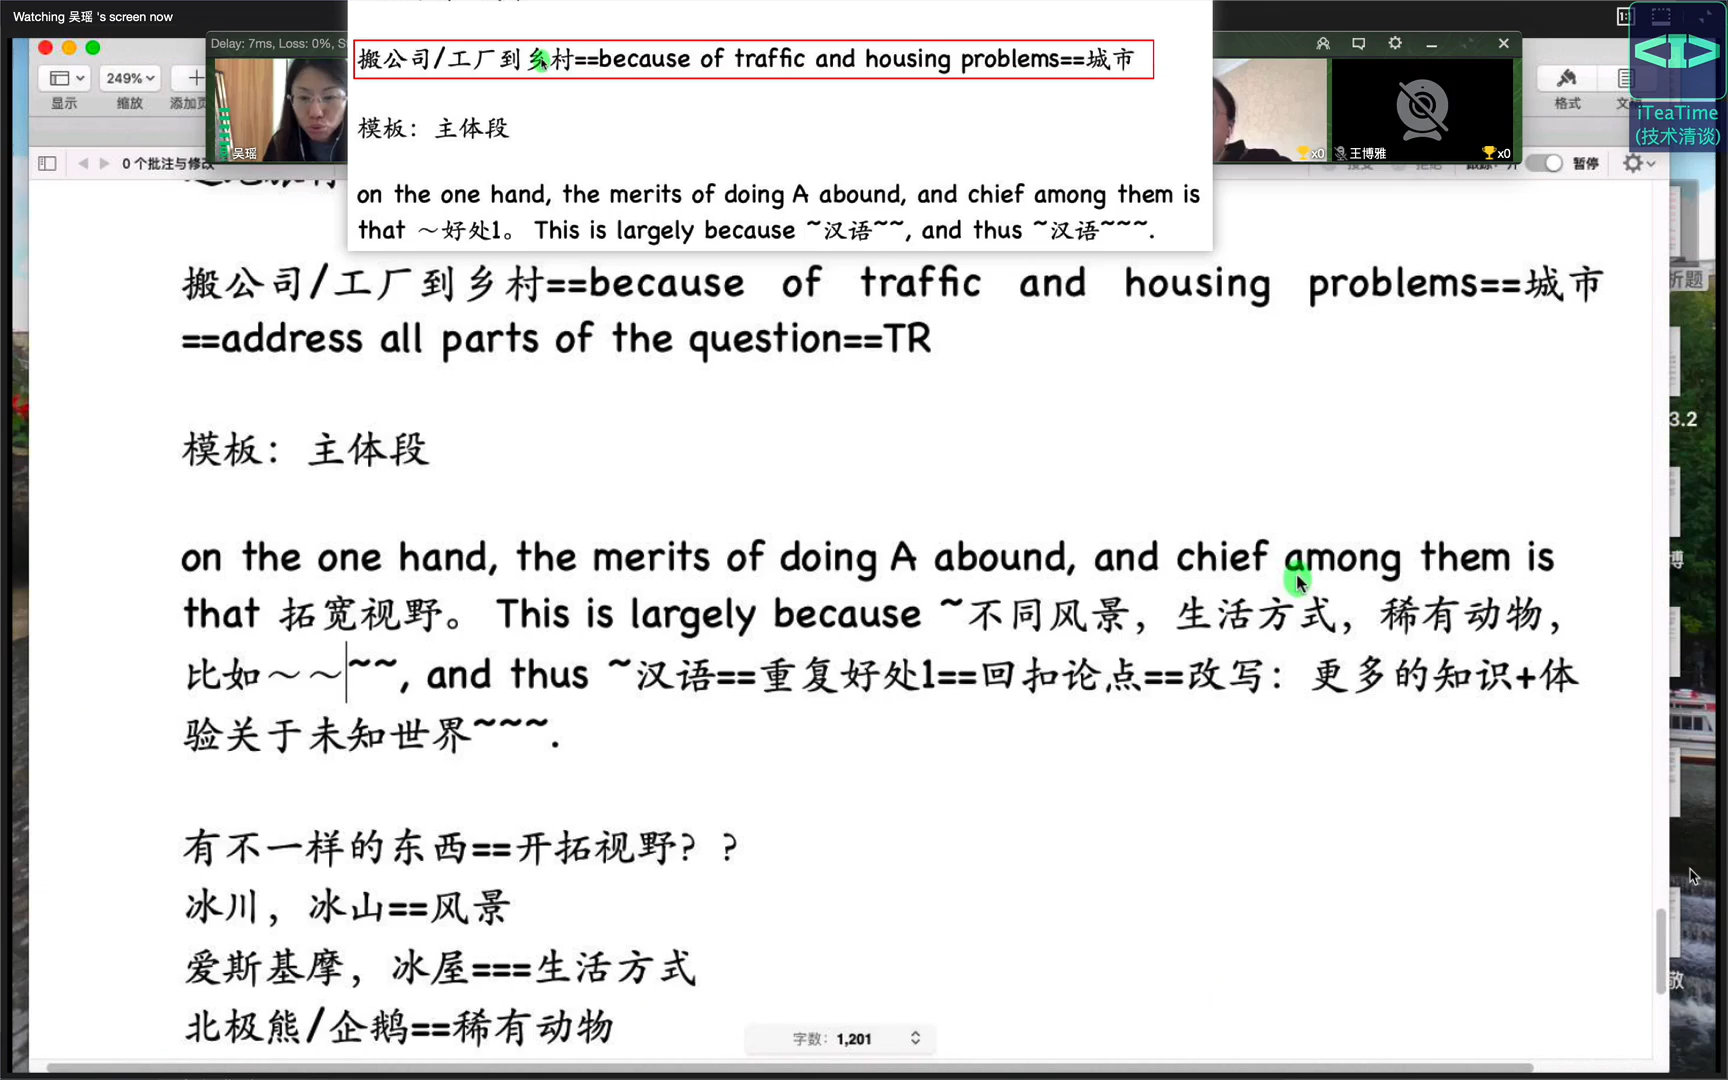 Watching 吴瑶 's screen now
Delay: 7ms, Loss: 0%, S
249%
显示
缩放
添加页
0 个批注与修改
吴瑶
搬公司/工厂到乡村==because of traffic and housing problems==城市
模板：主体段
on the one hand, the merits of doing A abound, and chief among them is
that ～好处1。 This is largely because ~汉语~~, and thus ~汉语~~~.
x0
王博雅
x0
格式
暂停
iTeaTime
(技术清谈)
搬公司/工厂到乡村==because of traffic and housing problems==城市
==address all parts of the question==TR
模板：主体段
on the one hand, the merits of doing A abound, and chief among them is
that 拓宽视野。 This is largely because ~不同风景，生活方式，稀有动物，
比如～～~~, and thus ~汉语==重复好处1==回扣论点==改写：更多的知识+体
验关于未知世界~~~.
有不一样的东西==开拓视野？？
冰川，冰山==风景
爱斯基摩，冰屋===生活方式
北极熊/企鹅==稀有动物
字数：1,201
折题
3.2
博
敬